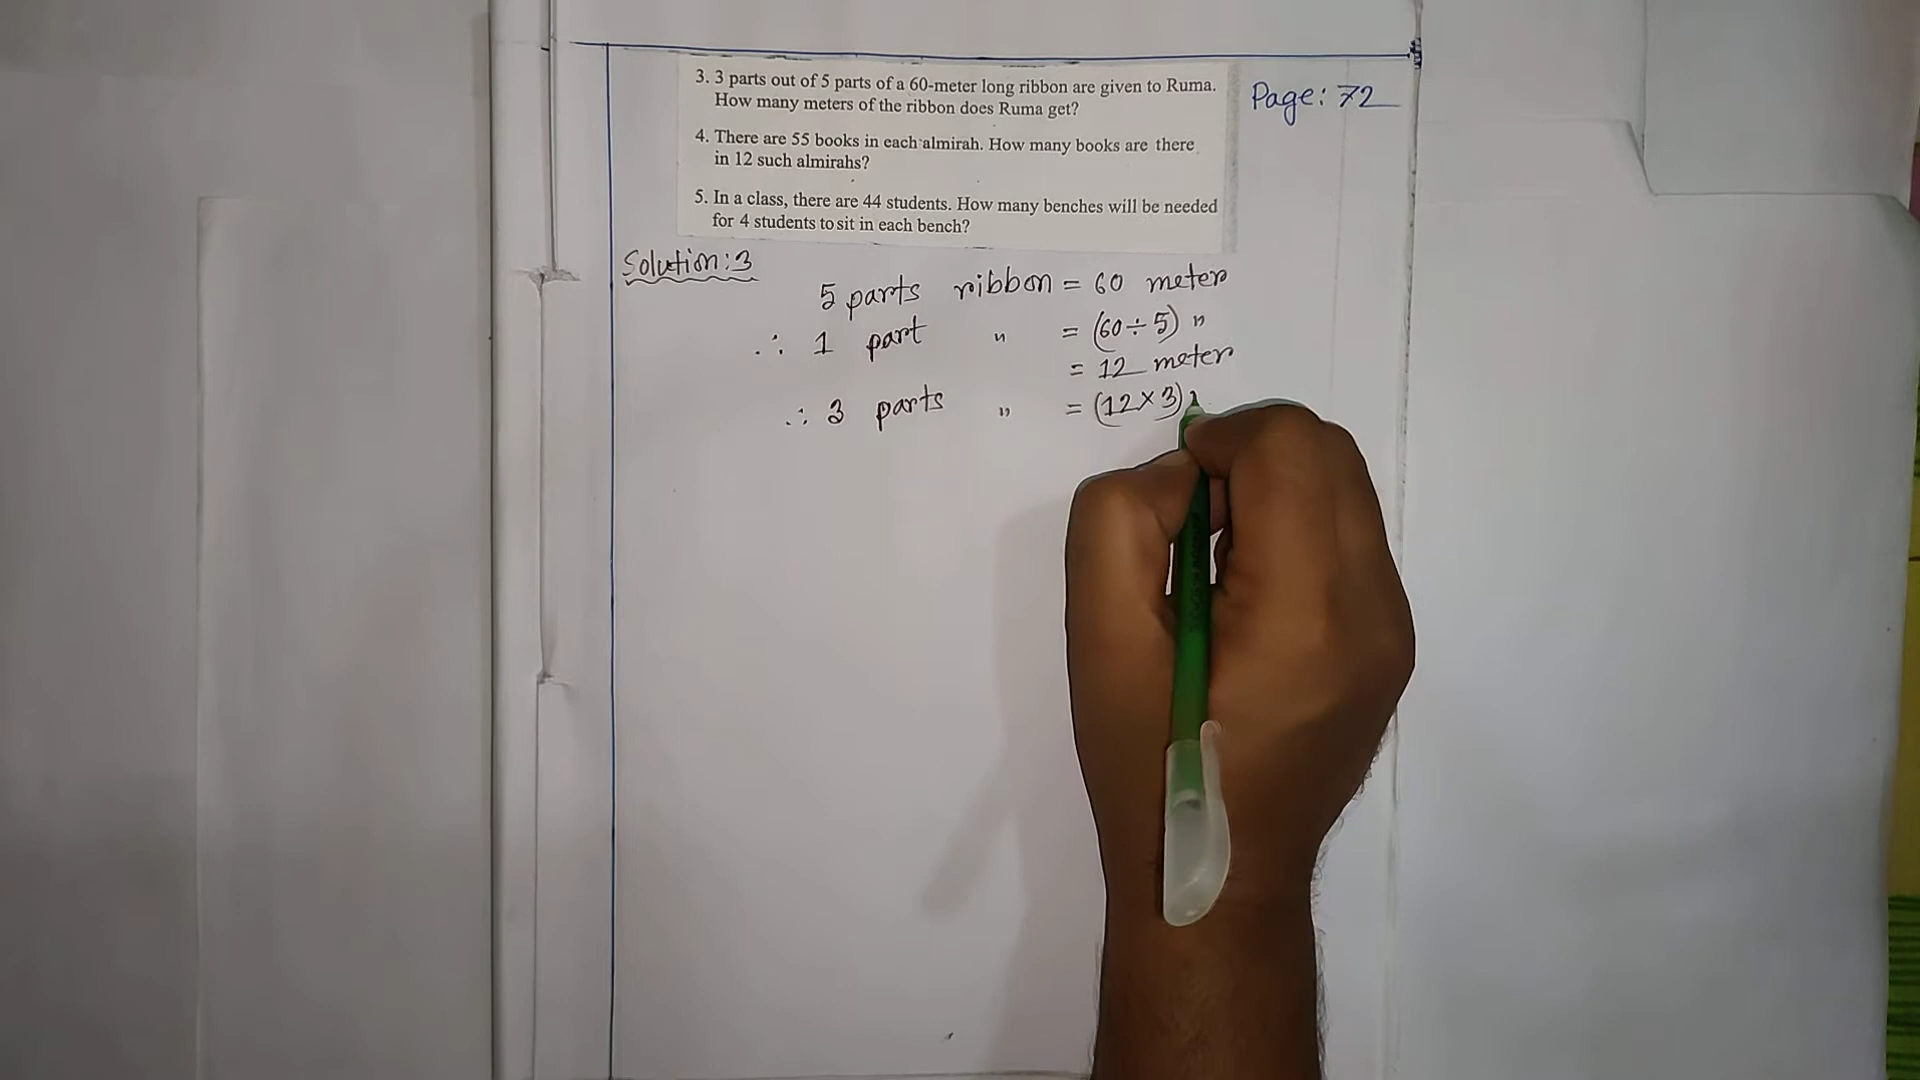 3. 3 parts out of 5 parts of a 60-meter long ribbon are given to Ruma.
How many meters of the ribbon does Ruma get?
4. There are 55 books in each almirah. How many books are there
in 12 such almirahs?
5. In a class, there are 44 students. How many benches will be needed
for 4 students to sit in each bench?
Page: 72
Solution: 3
5 parts ribbon = 60 meter
∴ 1 part " = (60÷5) "
= 12 meter
∴ 3 parts " = (12×3)